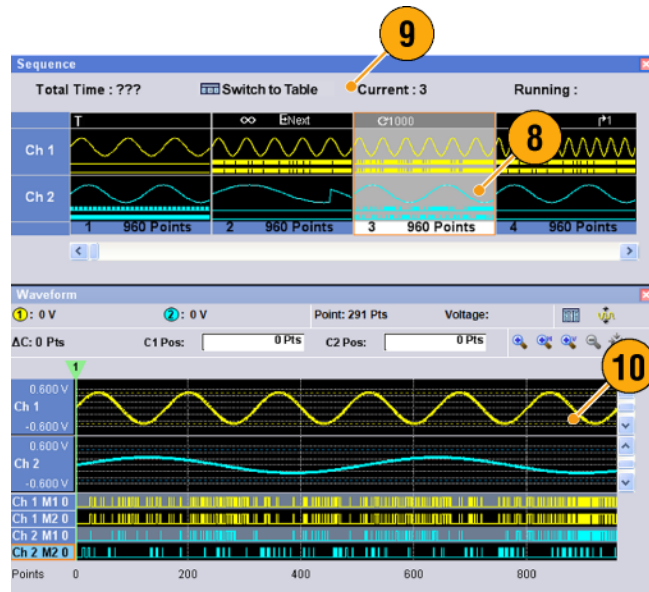 9
Sequence
Total Time : ??? Switch to Table Current : 3 Running :
T ∞ Next 1000 1
Ch 1
8
Ch 2
1 960 Points 2 960 Points 3 960 Points 4 960 Points
Waveform
1 : 0 V 2 : 0 V Point: 291 Pts Voltage:
ΔC: 0 Pts C1 Pos: 0 Pts C2 Pos: 0 Pts
1
10
0.600 V
Ch 1
-0.600 V
0.600 V
Ch 2
-0.600 V
Ch 1 M1 0
Ch 1 M2 0
Ch 2 M1 0
Ch 2 M2 0
Points 0 200 400 600 800